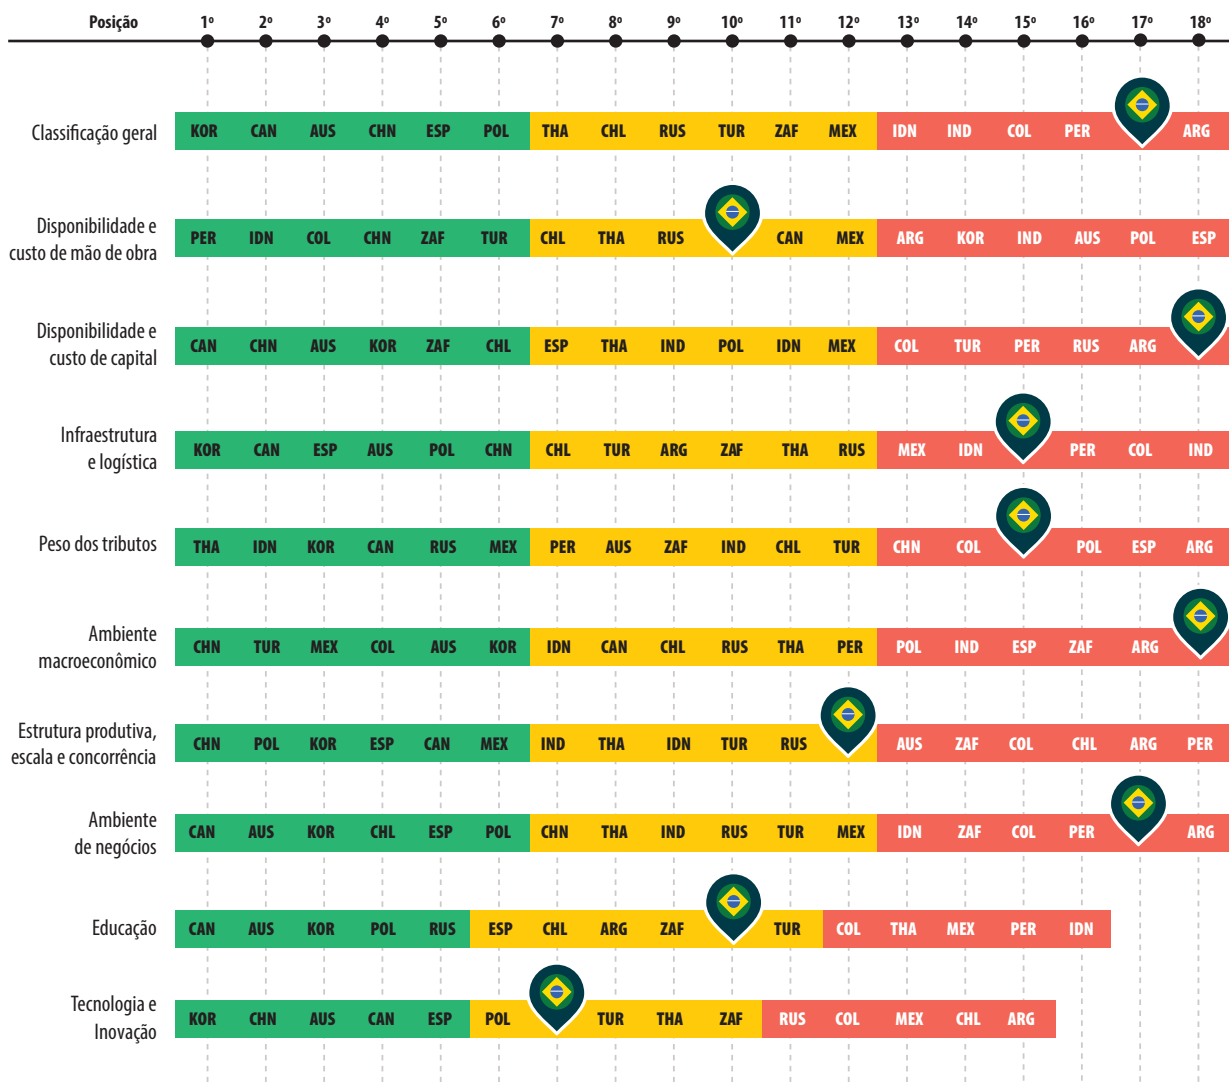 Posição 1º 2º 3º 4º 5º 6º 7º 8º 9º 10º 11º 12º 13º 14º 15º 16º 17º 18º
Classificação geral
KOR CAN AUS CHN ESP POL THA CHL RUS TUR ZAF MEX IDN IND COL PER ARG
Disponibilidade e
custo de mão de obra
PER IDN COL CHN ZAF TUR CHL THA RUS CAN MEX ARG KOR IND AUS POL ESP
Disponibilidade e
custo de capital
CAN CHN AUS KOR ZAF CHL ESP THA IND POL IDN MEX COL TUR PER RUS ARG
Infraestrutura
e logística
KOR CAN ESP AUS POL CHN CHL TUR ARG ZAF THA RUS MEX IDN PER COL IND
Peso dos tributos
THA IDN KOR CAN RUS MEX PER AUS ZAF IND CHL TUR CHN COL POL ESP ARG
Ambiente
macroeconômico
CHN TUR MEX COL AUS KOR IDN CAN CHL RUS THA PER POL IND ESP ZAF ARG
Estrutura produtiva,
escala e concorrência
CHN POL KOR ESP CAN MEX IND THA IDN TUR RUS AUS ZAF COL CHL ARG PER
Ambiente
de negócios
CAN AUS KOR CHL ESP POL CHN THA IND RUS TUR MEX IDN ZAF COL PER ARG
Educação
CAN AUS KOR POL RUS ESP CHL ARG ZAF TUR COL THA MEX PER IDN
Tecnologia e
Inovação
KOR CHN AUS CAN ESP POL TUR THA ZAF RUS COL MEX CHL ARG